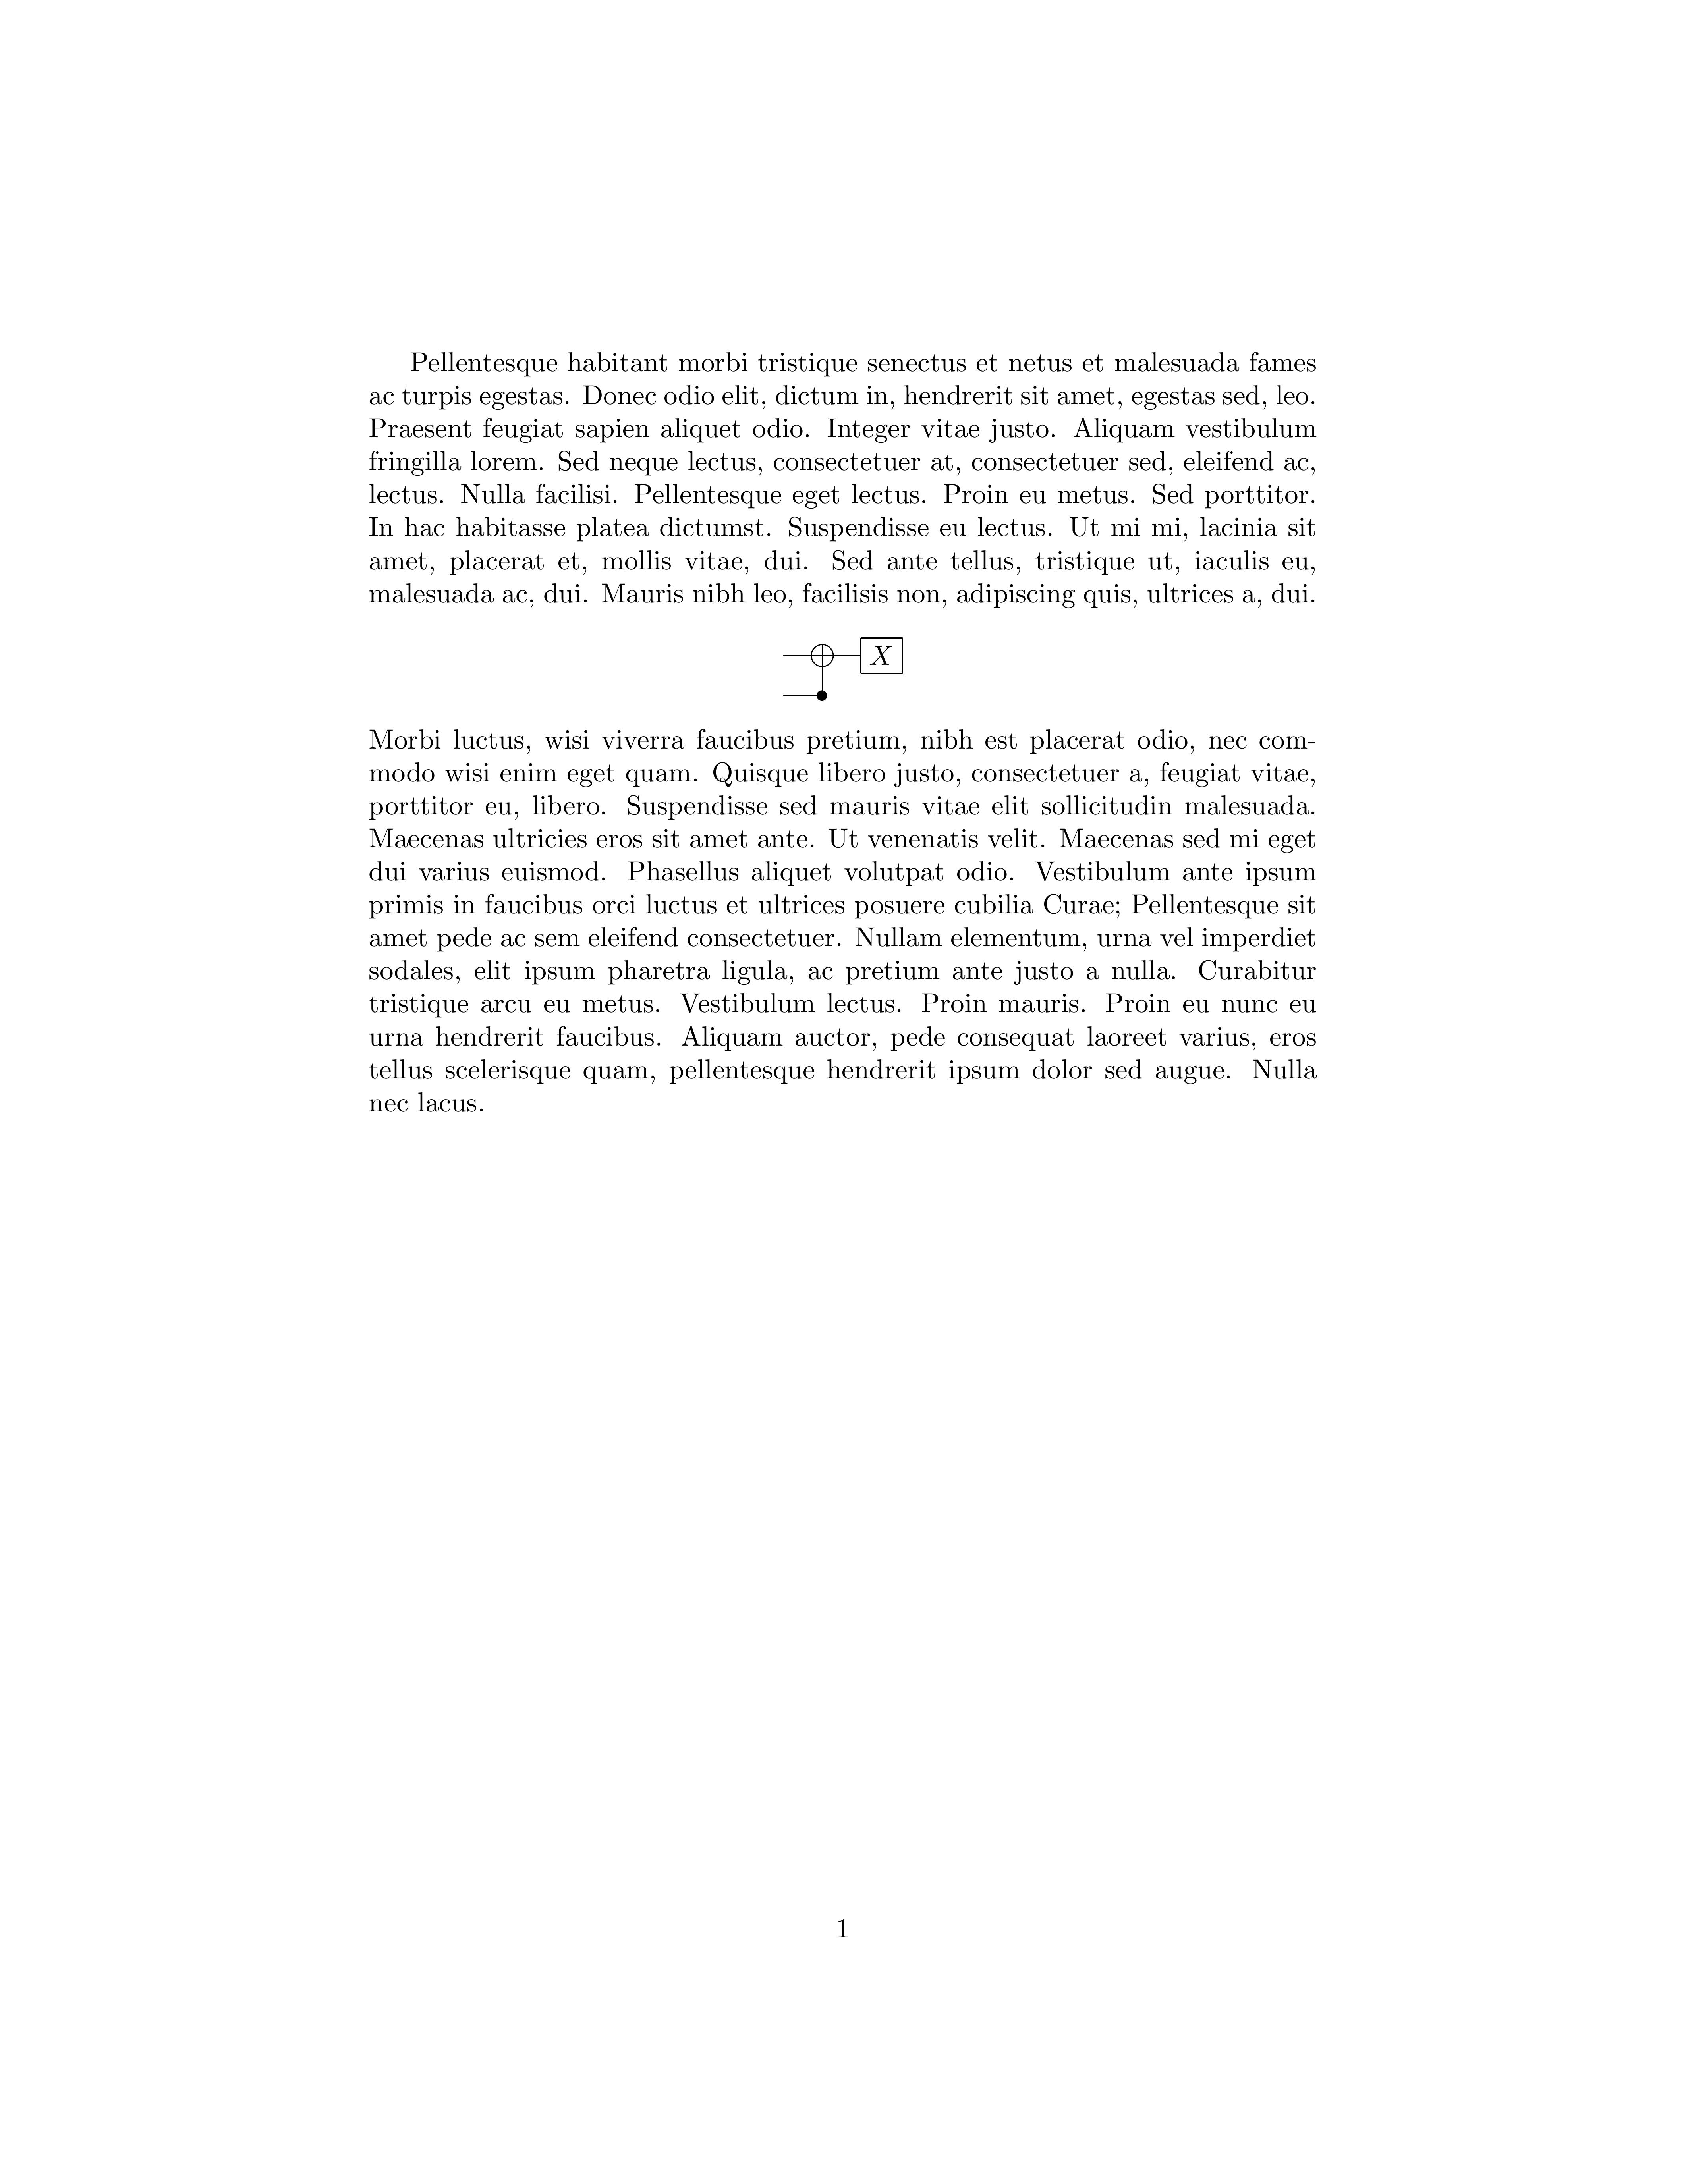 Pellentesque habitant morbi tristique senectus et netus et malesuada fames
ac turpis egestas. Donec odio elit, dictum in, hendrerit sit amet, egestas sed, leo.
Praesent feugiat sapien aliquet odio. Integer vitae justo. Aliquam vestibulum
fringilla lorem. Sed neque lectus, consectetuer at, consectetuer sed, eleifend ac,
lectus. Nulla facilisi. Pellentesque eget lectus. Proin eu metus. Sed porttitor.
In hac habitasse platea dictumst. Suspendisse eu lectus. Ut mi mi, lacinia sit
amet, placerat et, mollis vitae, dui. Sed ante tellus, tristique ut, iaculis eu,
malesuada ac, dui. Mauris nibh leo, facilisis non, adipiscing quis, ultrices a, dui.
X
Morbi luctus, wisi viverra faucibus pretium, nibh est placerat odio, nec com-
modo wisi enim eget quam. Quisque libero justo, consectetuer a, feugiat vitae,
porttitor eu, libero. Suspendisse sed mauris vitae elit sollicitudin malesuada.
Maecenas ultricies eros sit amet ante. Ut venenatis velit. Maecenas sed mi eget
dui varius euismod. Phasellus aliquet volutpat odio. Vestibulum ante ipsum
primis in faucibus orci luctus et ultrices posuere cubilia Curae; Pellentesque sit
amet pede ac sem eleifend consectetuer. Nullam elementum, urna vel imperdiet
sodales, elit ipsum pharetra ligula, ac pretium ante justo a nulla. Curabitur
tristique arcu eu metus. Vestibulum lectus. Proin mauris. Proin eu nunc eu
urna hendrerit faucibus. Aliquam auctor, pede consequat laoreet varius, eros
tellus scelerisque quam, pellentesque hendrerit ipsum dolor sed augue. Nulla
nec lacus.
1